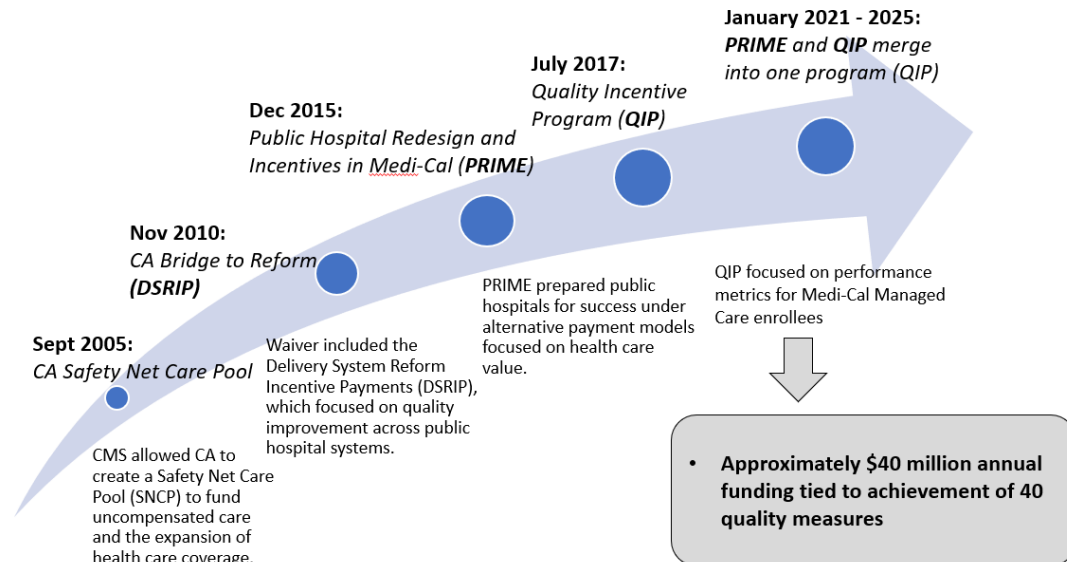 January 2021 - 2025:
PRIME and QIP merge
into one program (QIP)
July 2017:
Quality Incentive
Program (QIP)
Dec 2015:
Public Hospital Redesign and
Incentives in Medi-Cal (PRIME)
Nov 2010:
CA Bridge to Reform
(DSRIP)
Sept 2005:
CA Safety Net Care Pool
CMS allowed CA to
create a Safety Net Care
Pool (SNCP) to fund
uncompensated care
and the expansion of
health care coverage.
Waiver included the
Delivery System Reform
Incentive Payments (DSRIP),
which focused on quality
improvement across public
hospital systems.
PRIME prepared public
hospitals for success under
alternative payment models
focused on health care
value.
QIP focused on performance
metrics for Medi-Cal Managed
Care enrollees
• Approximately $40 million annual
funding tied to achievement of 40
quality measures